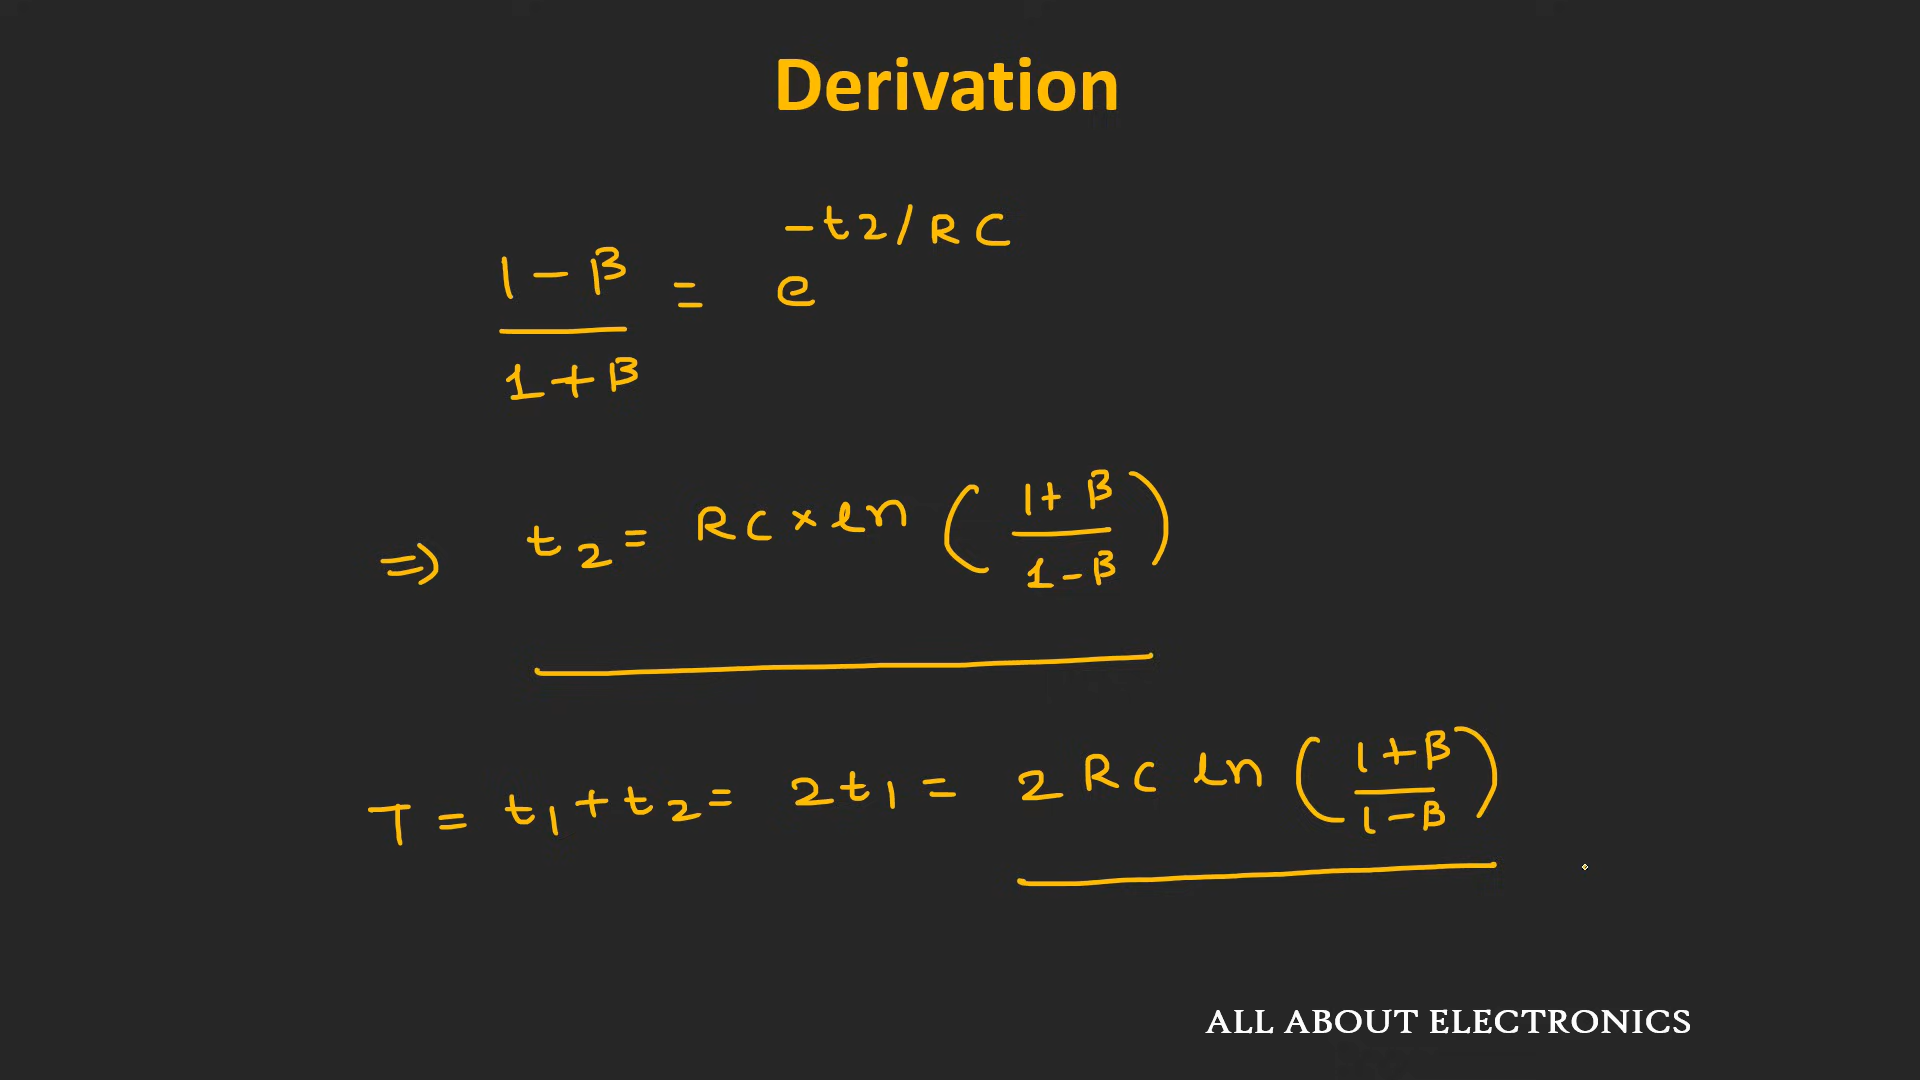 Derivation
(1-β)/(1+β) = e^(-t2/RC)
⇒ t₂ = RC × ln ((1+β)/(1-β))
T = t₁ + t₂ = 2t₁ = 2 RC ln ((1+β)/(1-β))
ALL ABOUT ELECTRONICS